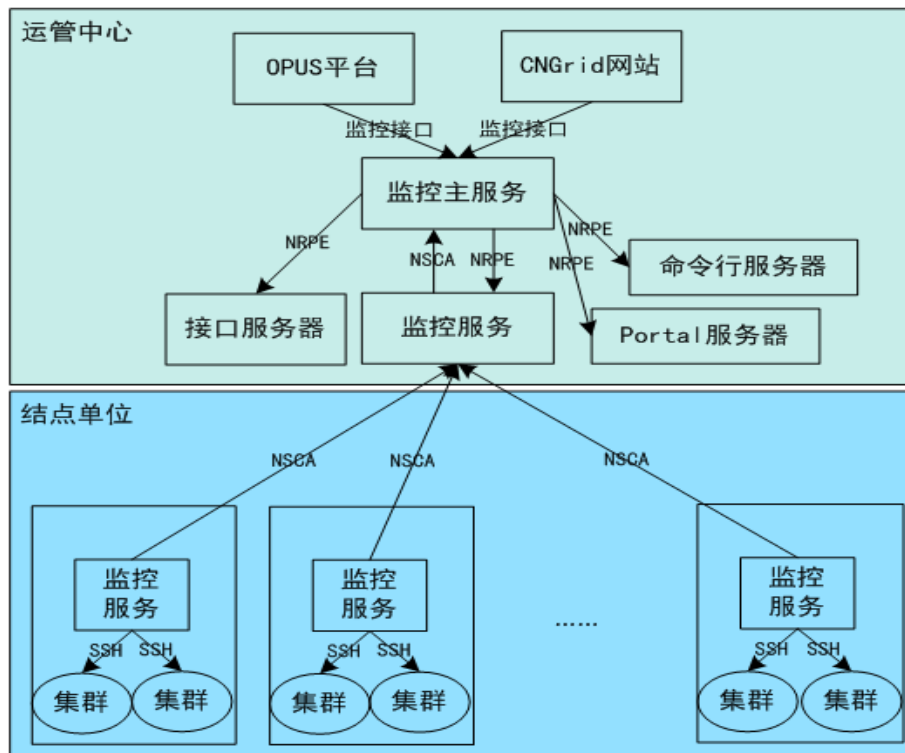 运管中心
OPUS平台
CNGrid网站
监控接口
监控接口
监控主服务
NRPE
NSCA
NRPE
NRPE
NRPE
命令行服务器
接口服务器
监控服务
Portal服务器
结点单位
NSCA
NSCA
NSCA
监控
服务
监控
服务
监控
服务
……
SSH
SSH
SSH
SSH
SSH
SSH
集群
集群
集群
集群
集群
集群